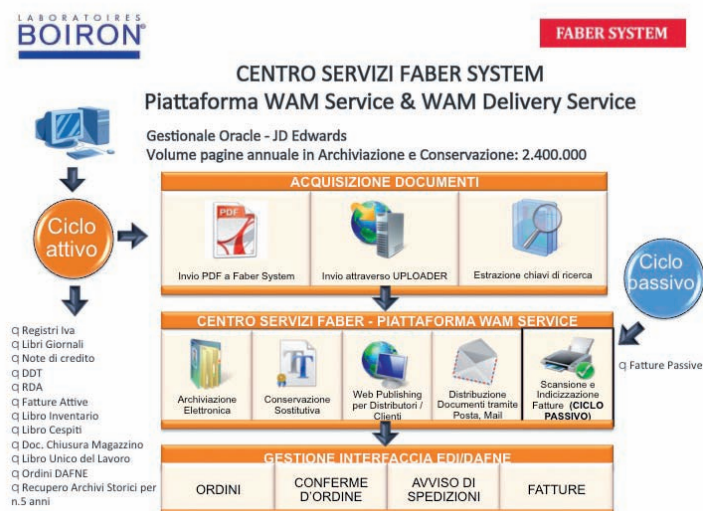 LABORATOIRES
BOIRON®
FABER SYSTEM
CENTRO SERVIZI FABER SYSTEM
Piattaforma WAM Service & WAM Delivery Service
Gestionale Oracle - JD Edwards
Volume pagine annuale in Archiviazione e Conservazione: 2.400.000
ACQUISIZIONE DOCUMENTI
Ciclo
attivo
PDF
Invio PDF a Faber System
Invio attraverso UPLOADER
Estrazione chiavi di ricerca
Ciclo
passivo
q Registri Iva
q Libri Giornali
q Note di credito
q DDT
q RDA
q Fatture Attive
q Libro Inventario
q Libro Cespiti
q Doc. Chiusura Magazzino
q Libro Unico del Lavoro
q Ordini DAFNE
q Recupero Archivi Storici per
n.5 anni
CENTRO SERVIZI FABER - PIATTAFORMA WAM SERVICE
Archiviazione
Elettronica
TT
Conservazione
Sostitutiva
Web Publishing
per Distributori /
Clienti
Distribuzione
Documenti tramite
Posta, Mail
Scansione e
Indicizzazione
Fatture (CICLO
PASSIVO)
q Fatture Passive
GESTIONE INTERFACCIA EDI/DAFNE
ORDINI
CONFERME
D'ORDINE
AVVISO DI
SPEDIZIONI
FATTURE